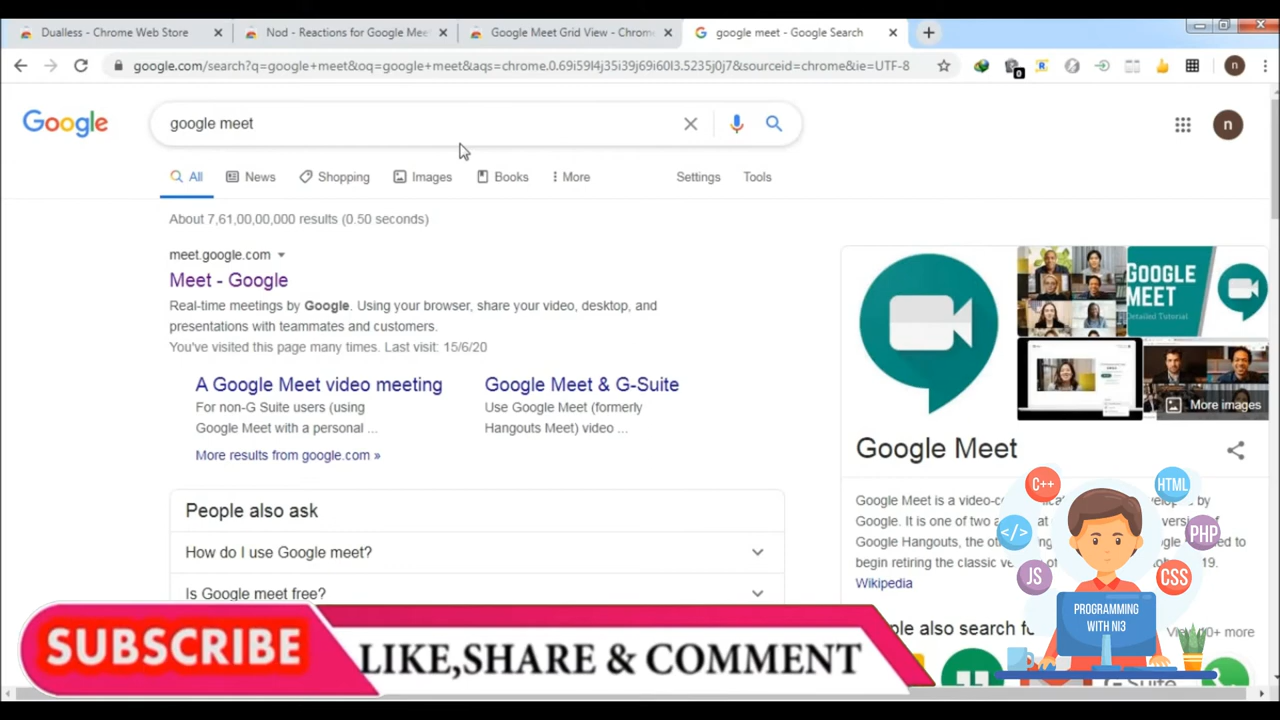 Dualless - Chrome Web Store
Nod - Reactions for Google Mee
Google Meet Grid View - Chrom
google meet - Google Search
google.com/search?q=google+meet&oq=google+meet&aqs=chrome.0.69i59l4j35i39j69i60l3.5235j0j7&sourceid=chrome&ie=UTF-8
0
n
Google
google meet
n
All
News
Shopping
Images
Books
More
Settings
Tools
About 7,61,00,00,000 results (0.50 seconds)
meet.google.com
Meet - Google
Real-time meetings by Google. Using your browser, share your video, desktop, and
presentations with teammates and customers.
You've visited this page many times. Last visit: 15/6/20
A Google Meet video meeting
For non-G Suite users (using
Google Meet with a personal ...
Google Meet & G-Suite
Use Google Meet (formerly
Hangouts Meet) video ...
More results from google.com »
People also ask
How do I use Google meet?
Is Google meet free?
GOOGLE
MEET
Detailed Tutorial
More images
Google Meet
Google Meet is a video-c
by
Google. It is one of two a
Google Hangouts, the
to
begin retiring the classic
19.
Wikipedia
also search
10+ more
C++
HTML
</>
PHP
JS
CSS
PROGRAMMING
WITH NI3
SUBSCRIBE
LIKE,SHARE & COMMENT